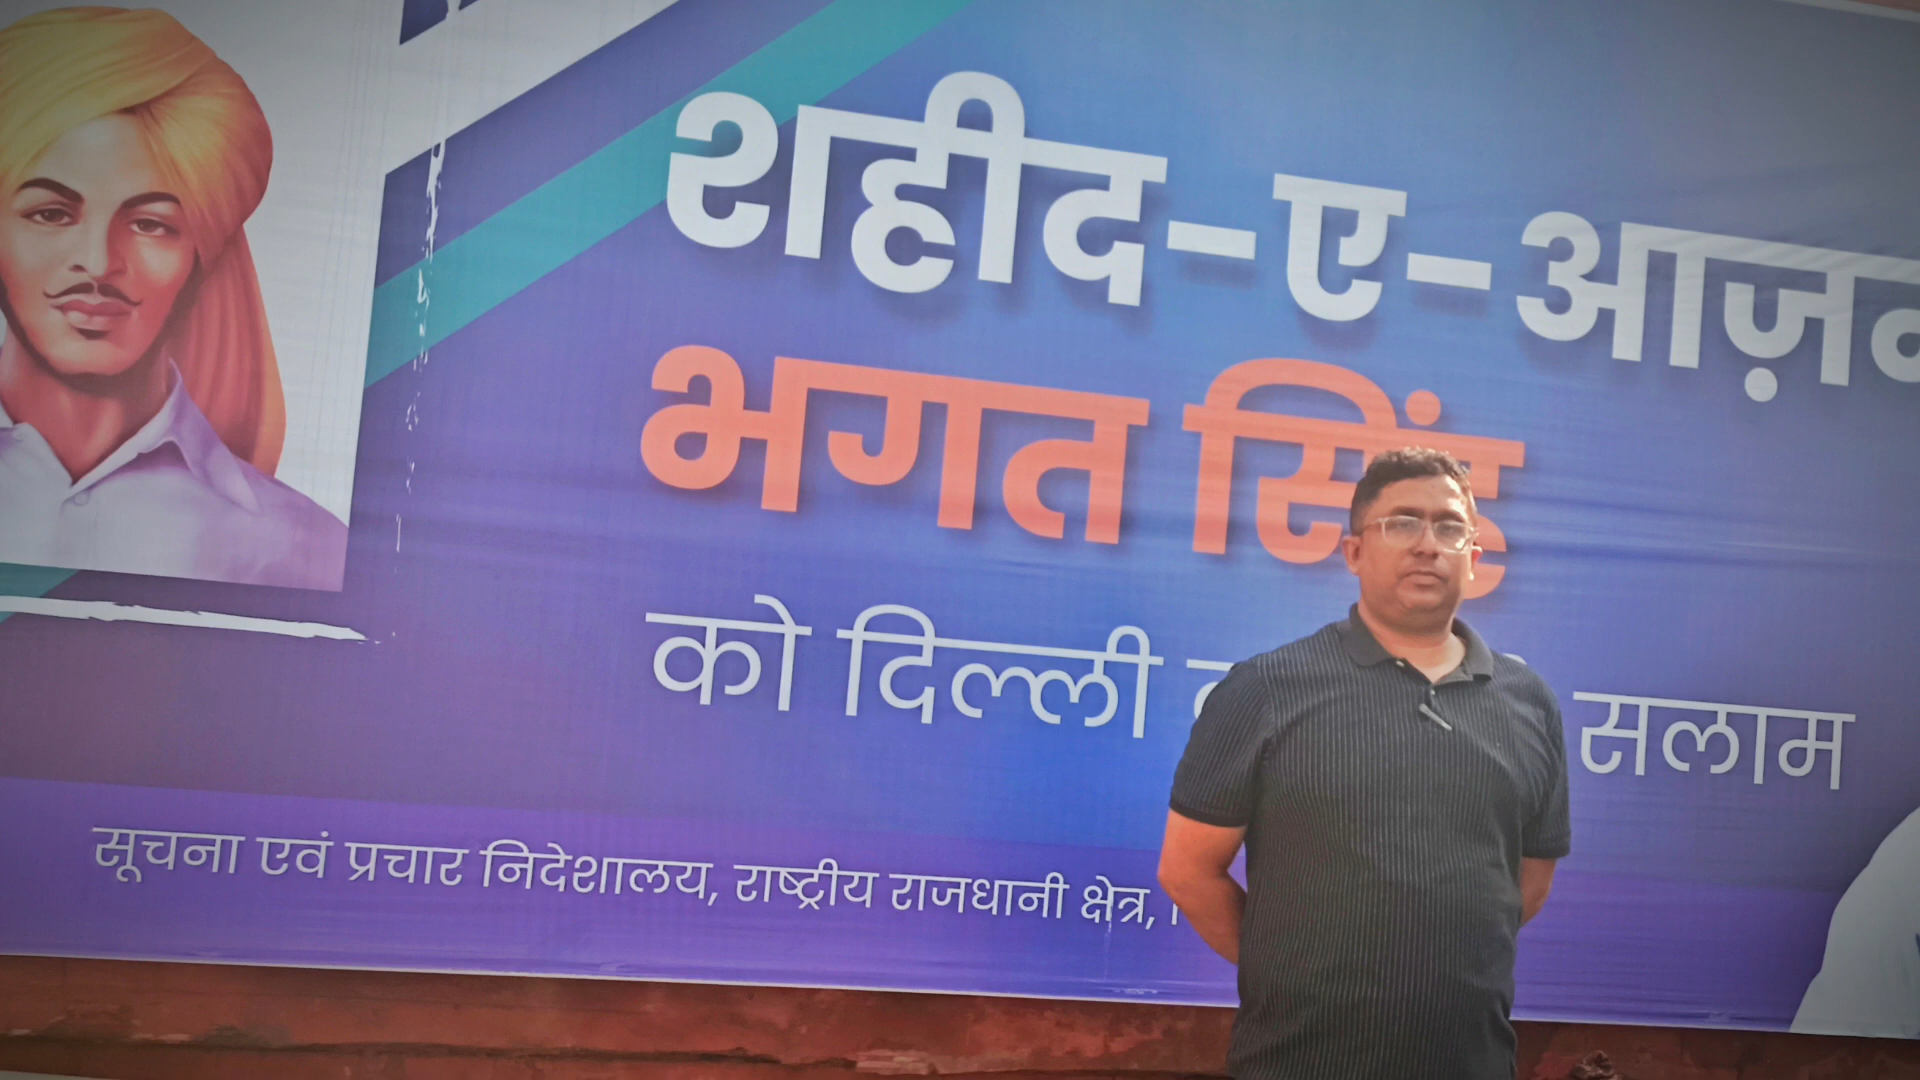 शहीद-ए-आज़
भगत सिंह
को दिल्ली सलाम
सूचना एवं प्रचार निदेशालय, राष्ट्रीय राजधानी क्षेत्र,